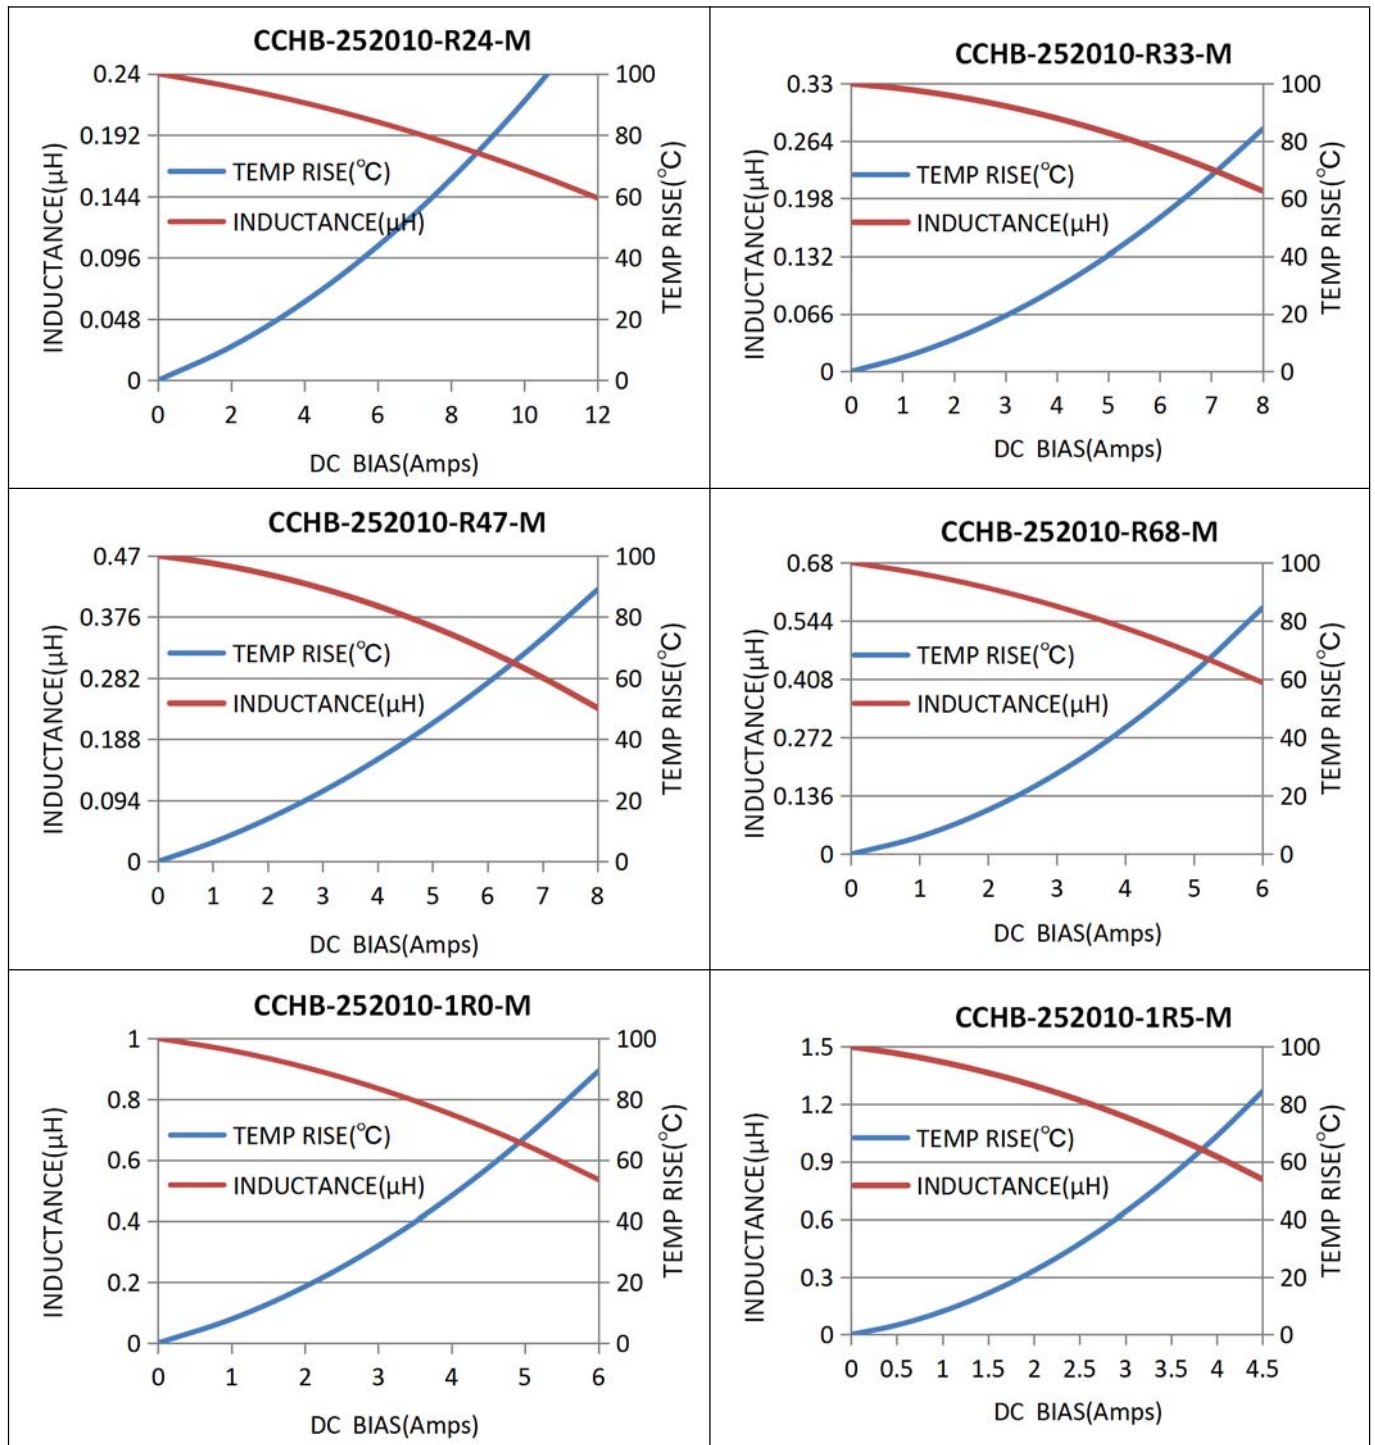 CCHB-252010-R24-M
INDUCTANCE(µH)
0.24
0.192
0.144
0.096
0.048
0
TEMP RISE(℃)
INDUCTANCE(µH)
100
80
60
40
20
0
TEMP RISE(℃)
0 2 4 6 8 10 12
DC BIAS(Amps)
CCHB-252010-R33-M
INDUCTANCE(µH)
0.33
0.264
0.198
0.132
0.066
0
TEMP RISE(℃)
INDUCTANCE(µH)
100
80
60
40
20
0
TEMP RISE(℃)
0 1 2 3 4 5 6 7 8
DC BIAS(Amps)
CCHB-252010-R47-M
INDUCTANCE(µH)
0.47
0.376
0.282
0.188
0.094
0
TEMP RISE(℃)
INDUCTANCE(µH)
100
80
60
40
20
0
TEMP RISE(℃)
0 1 2 3 4 5 6 7 8
DC BIAS(Amps)
CCHB-252010-R68-M
INDUCTANCE(µH)
0.68
0.544
0.408
0.272
0.136
0
TEMP RISE(℃)
INDUCTANCE(µH)
100
80
60
40
20
0
TEMP RISE(℃)
0 1 2 3 4 5 6
DC BIAS(Amps)
CCHB-252010-1R0-M
INDUCTANCE(µH)
1
0.8
0.6
0.4
0.2
0
TEMP RISE(℃)
INDUCTANCE(µH)
100
80
60
40
20
0
TEMP RISE(℃)
0 1 2 3 4 5 6
DC BIAS(Amps)
CCHB-252010-1R5-M
INDUCTANCE(µH)
1.5
1.2
0.9
0.6
0.3
0
TEMP RISE(℃)
INDUCTANCE(µH)
100
80
60
40
20
0
TEMP RISE(℃)
0 0.5 1 1.5 2 2.5 3 3.5 4 4.5
DC BIAS(Amps)